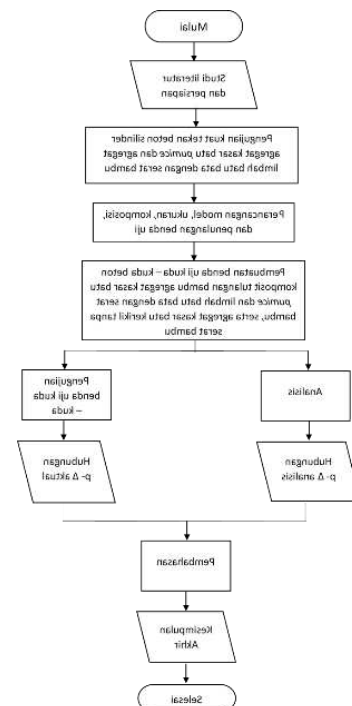 Mulai
Studi literatur
dan persiapan
Pengujian kuat tekan beton silinder
agregat kasar batu pumice dan agregat
limbah batu bata dengan serat bambu
Perancangan model, ukuran, komposisi,
dan penulangan benda uji
Pembuatan benda uji kuda – kuda beton
komposit tulangan bambu agregat kasar batu
pumice dan limbah batu bata dengan serat
bambu, serta agregat kasar batu kerikil tanpa
serat bambu
Pengujian
benda uji kuda
– kuda
Analisis
Hubungan
p- Δ aktual
Hubungan
p- Δ analisis
Pembahasan
Kesimpulan
Akhir
Selesai